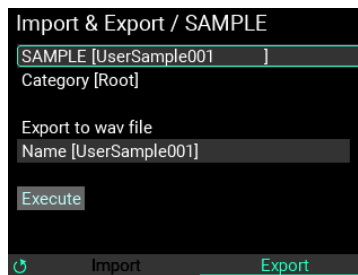 Import & Export / SAMPLE
SAMPLE [UserSample001 ]
Category [Root]
Export to wav file
Name [UserSample001]
Execute
Import Export